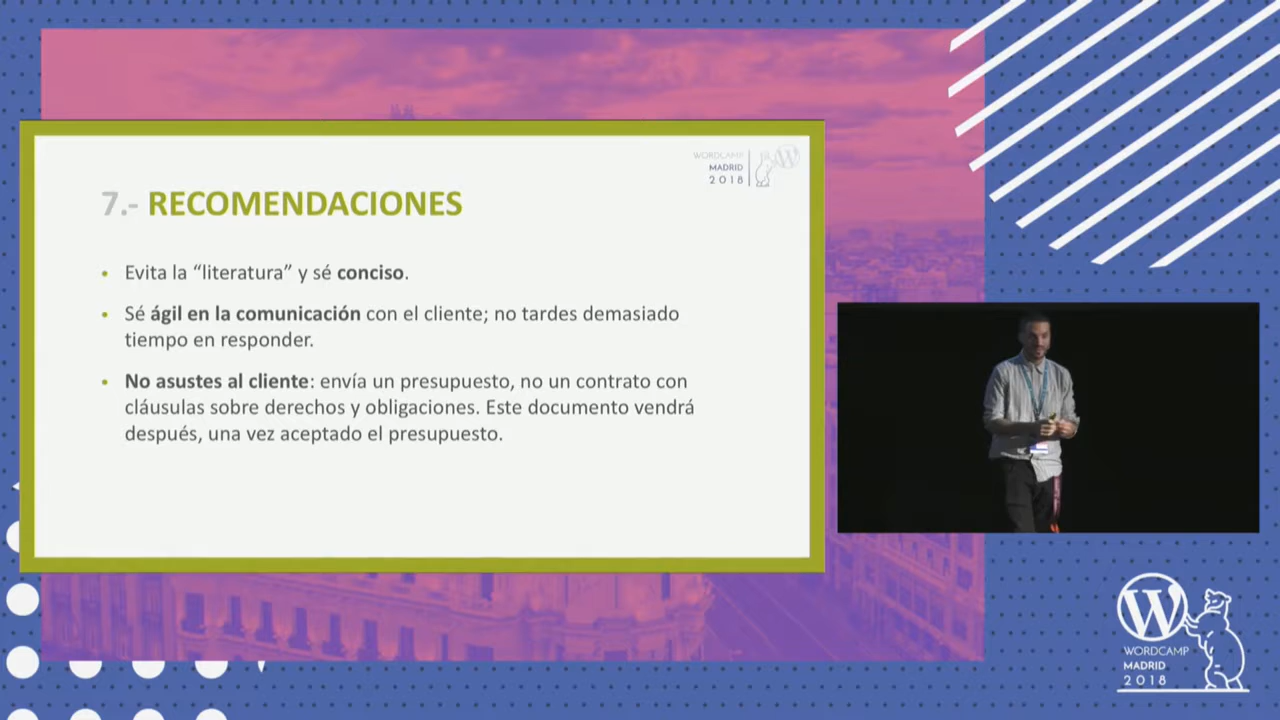 WORDCAMP
MADRID
2018
7.- RECOMENDACIONES
• Evita la “literatura” y sé conciso.
• Sé ágil en la comunicación con el cliente; no tardes demasiado
tiempo en responder.
• No asustes al cliente: envía un presupuesto, no un contrato con
cláusulas sobre derechos y obligaciones. Este documento vendrá
después, una vez aceptado el presupuesto.
W
WORDCAMP
MADRID
2018